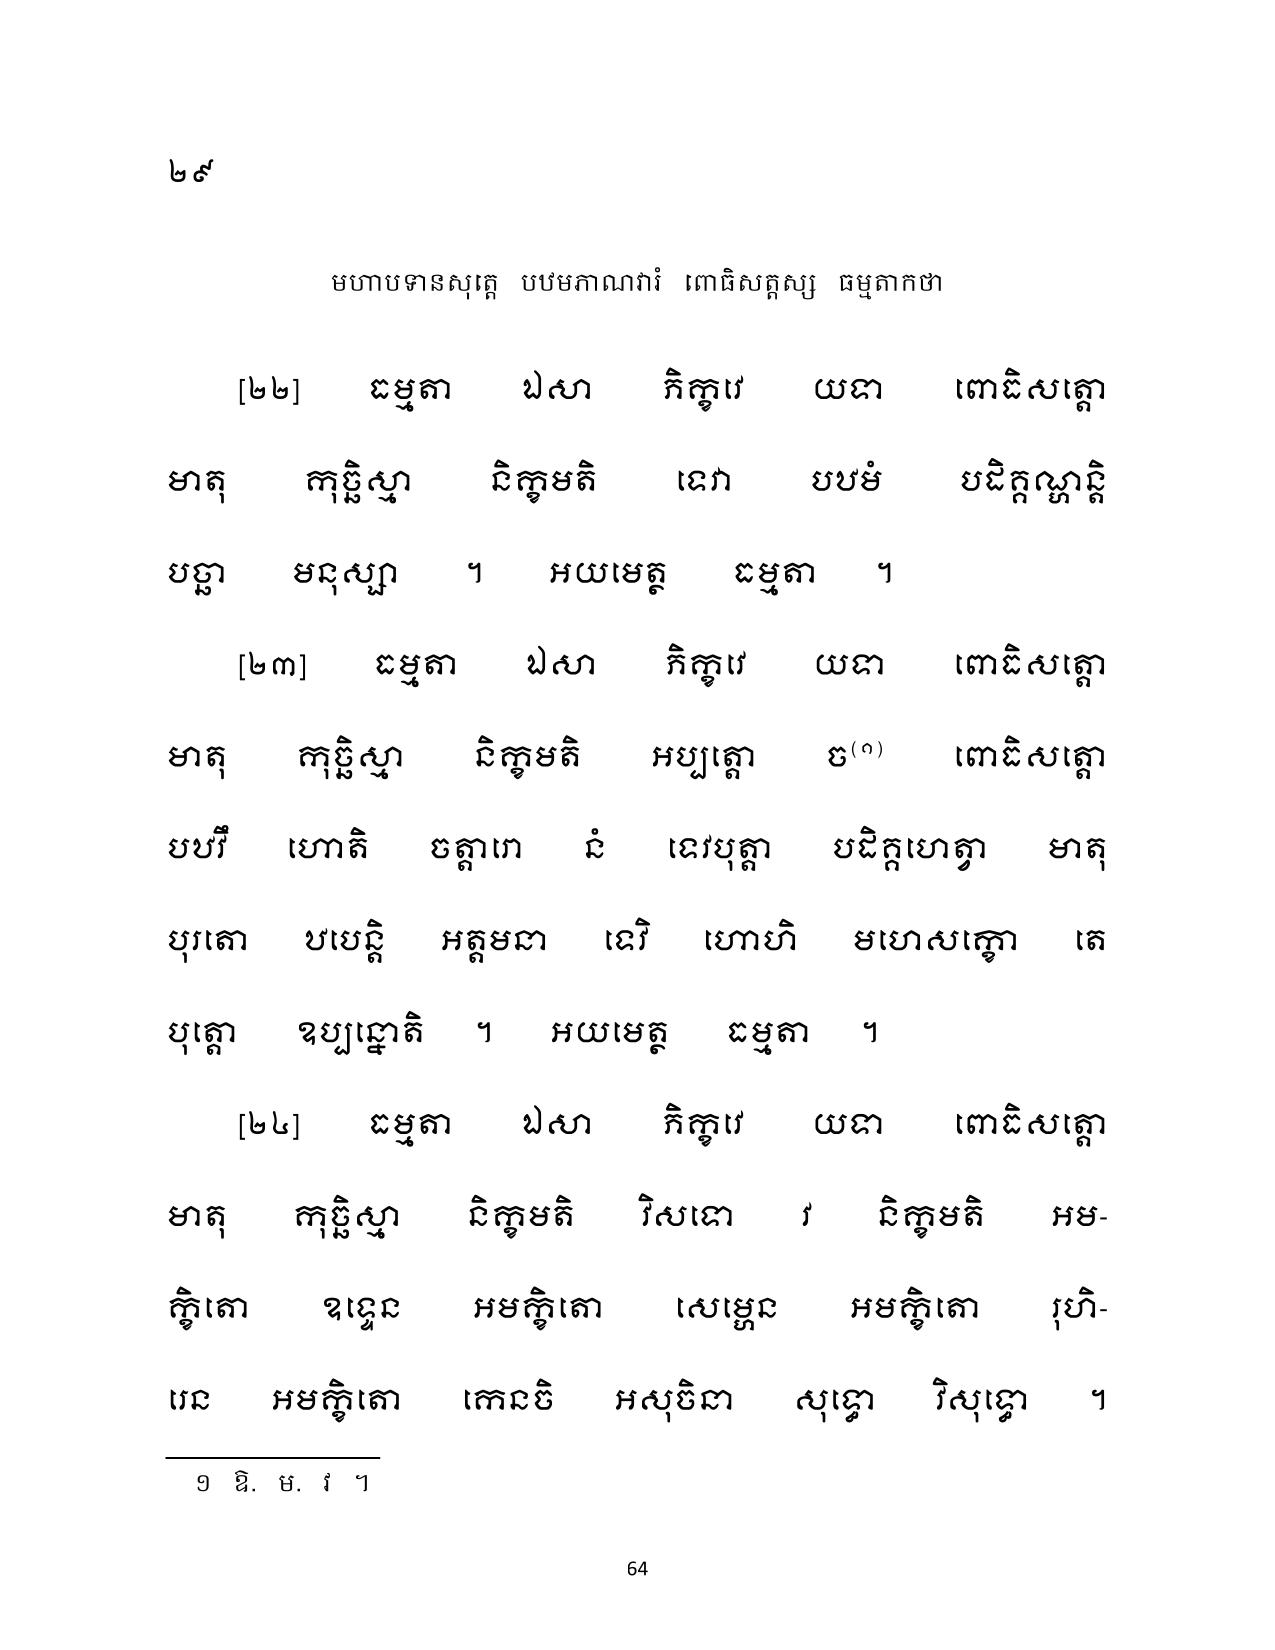 ២៩
មហាបទានសុត្តេ បឋមភាណវារំ ពោធិសត្តស្ស ធម្មតាកថា
[២២] ធម្មតា ឯសា ភិក្ខវេ យទា ពោធិសត្តោ
មាតុ កុច្ឆិស្មា និក្ខមតិ ទេវា បឋមំ បដិគ្គណ្ហន្តិ
បច្ឆា មនុស្សា ។ អយមេត្ថ ធម្មតា ។
[២៣] ធម្មតា ឯសា ភិក្ខវេ យទា ពោធិសត្តោ
មាតុ កុច្ឆិស្មា និក្ខមតិ អប្បត្តោ ច(១) ពោធិសត្តោ
បឋវឹ ហោតិ ចត្តារោ នំ ទេវបុត្តា បដិគ្គហេត្វា មាតុ
បុរតោ ឋបេន្តិ អត្តមនា ទេវិ ហោហិ មហេសក្ខោ តេ
បុត្តោ ឧប្បន្នោតិ ។ អយមេត្ថ ធម្មតា ។
[២៤] ធម្មតា ឯសា ភិក្ខវេ យទា ពោធិសត្តោ
មាតុ កុច្ឆិស្មា និក្ខមតិ វិសទោ វ និក្ខមតិ អម-
ក្ខិតោ ឧទ្ទេន អមក្ខិតោ សេម្ហេន អមក្ខិតោ រុហិ-
រេន អមក្ខិតោ កេនចិ អសុចិនា សុទ្ធោ វិសុទ្ធោ ។
១ ឱ. ម. វ ។
64